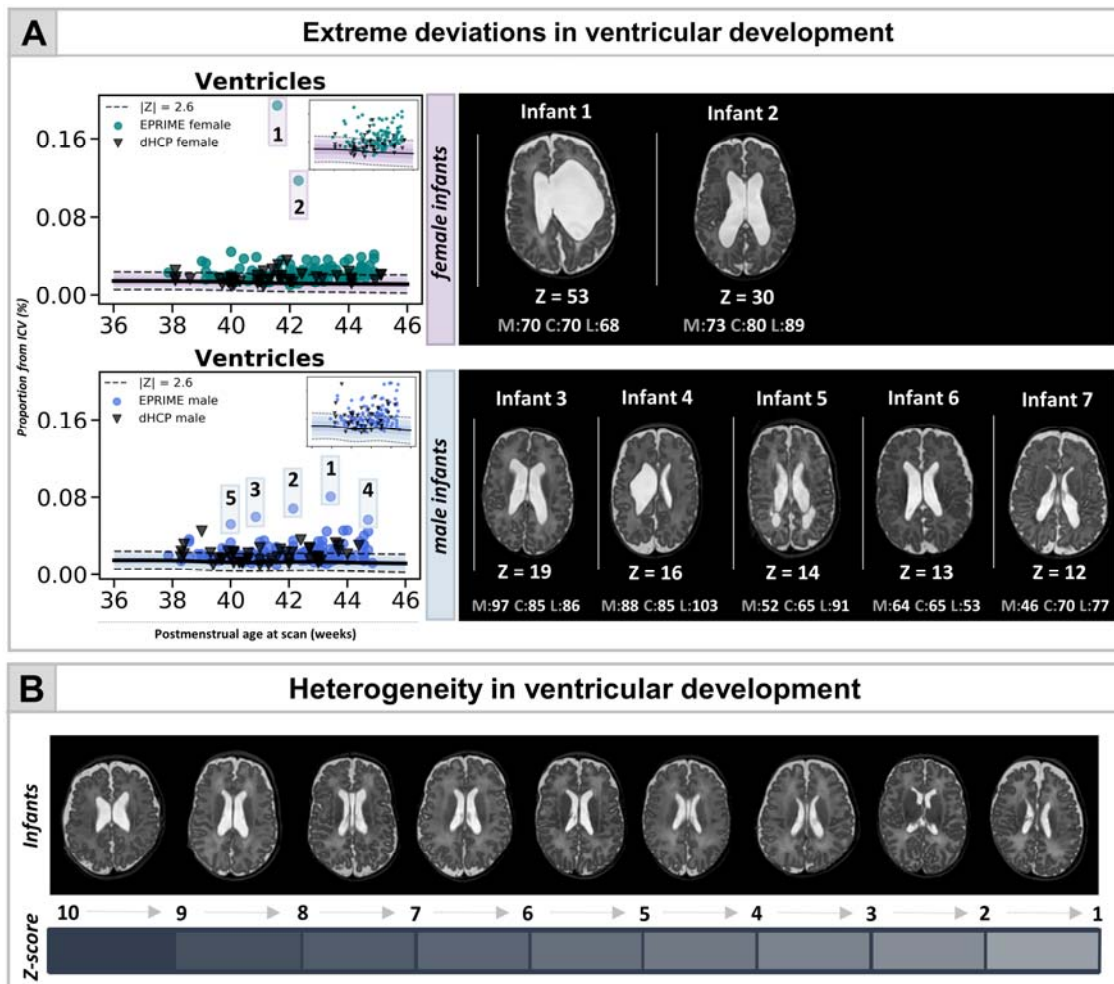 A
Extreme deviations in ventricular development
Ventricles
|Z| = 2.6
EPRIME female
dHCP female
0.16
0.08
0.00
1
2
36 38 40 42 44 46
female infants
Infant 1
Infant 2
Z = 53
Z = 30
M:70 C:70 L:68
M:73 C:80 L:89
Proportion from ICV (%)
Ventricles
|Z| = 2.6
EPRIME male
dHCP male
0.16
0.08
0.00
5 3 2 1 4
36 38 40 42 44 46
Postmenstrual age at scan (weeks)
male infants
Infant 3
Infant 4
Infant 5
Infant 6
Infant 7
Z = 19
Z = 16
Z = 14
Z = 13
Z = 12
M:97 C:85 L:86
M:88 C:85 L:103
M:52 C:65 L:91
M:64 C:65 L:53
M:46 C:70 L:77
B
Heterogeneity in ventricular development
Infants
Z-score
10 9 8 7 6 5 4 3 2 1